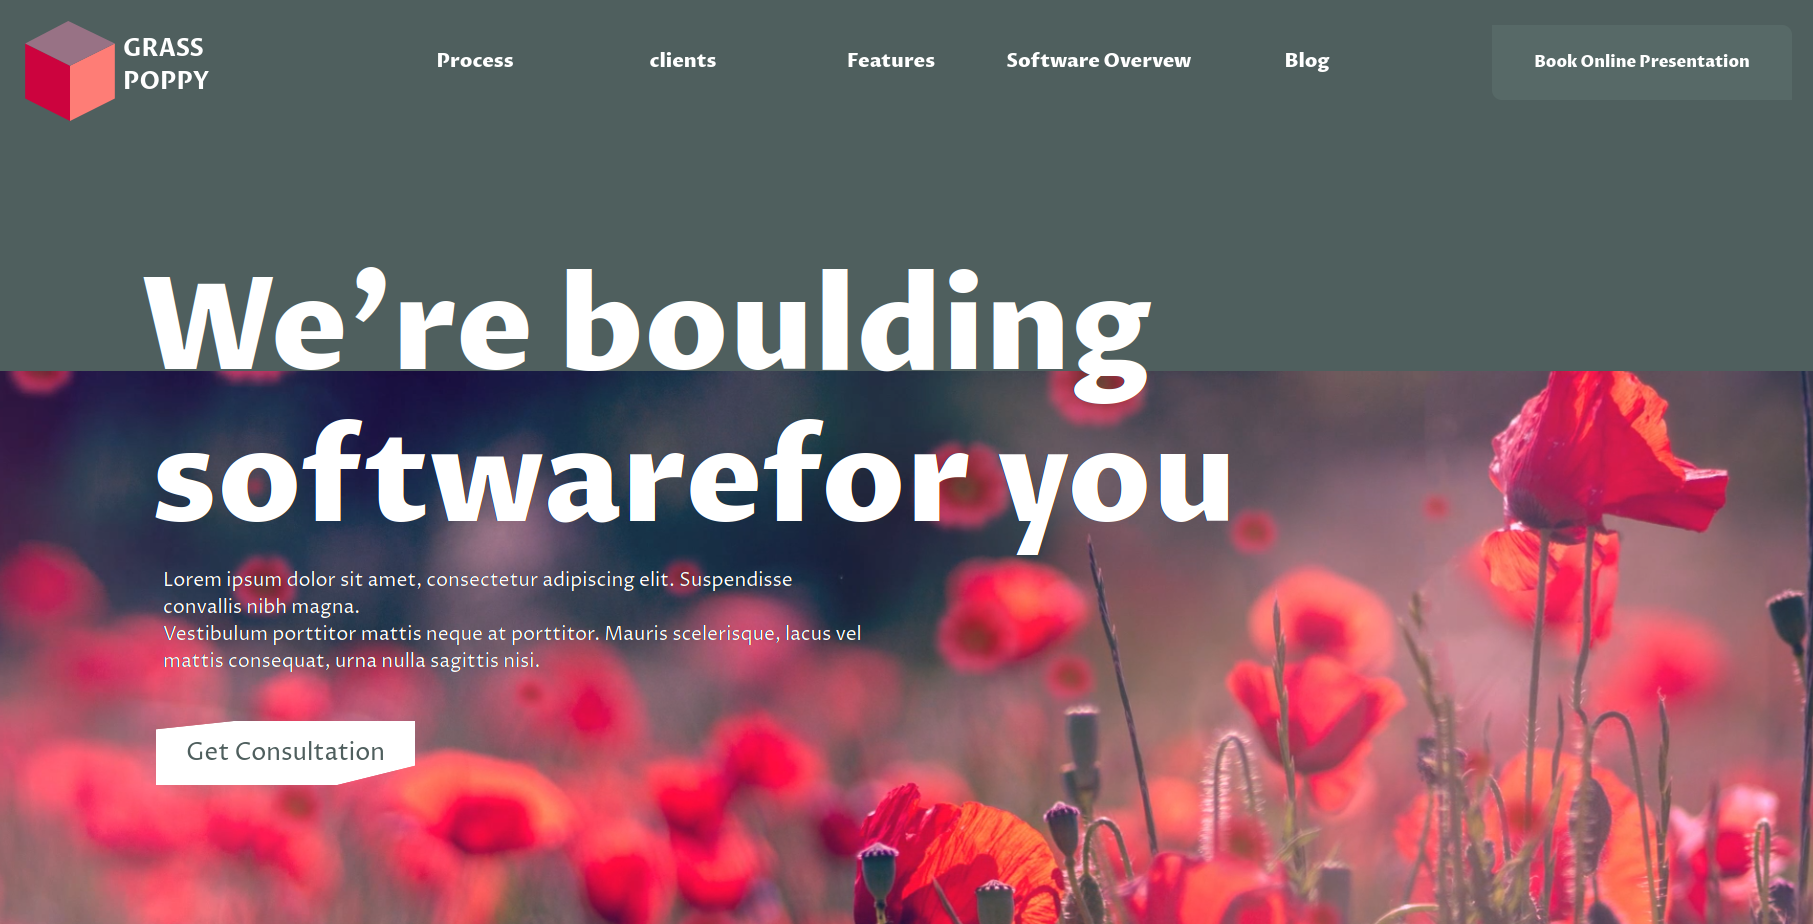 GRASS
POPPY
Process clients Features Software Overvew Blog
Book Online Presentation
We’re boulding
softwarefor you
Lorem ipsum dolor sit amet, consectetur adipiscing elit. Suspendisse
convallis nibh magna.
Vestibulum porttitor mattis neque at porttitor. Mauris scelerisque, lacus vel
mattis consequat, urna nulla sagittis nisi.
Get Consultation